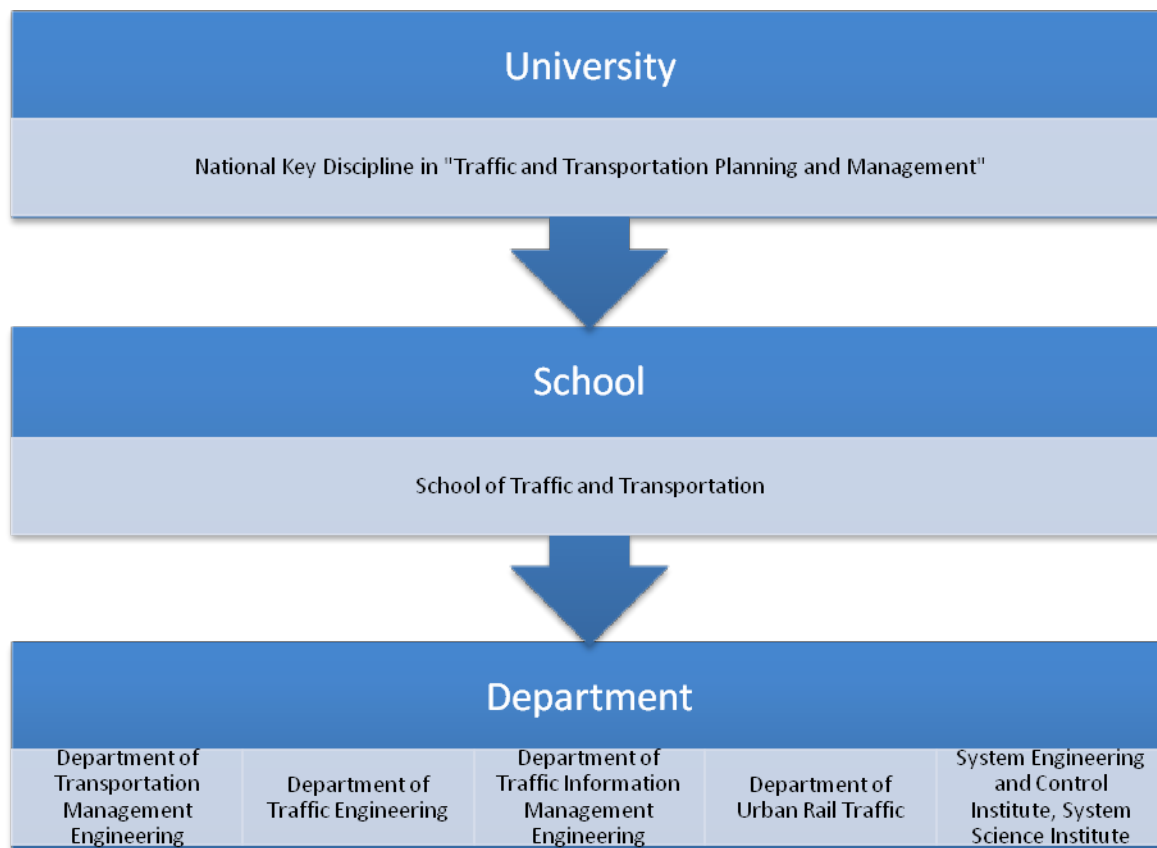 University
National Key Discipline in "Traffic and Transportation Planning and Management"
School
School of Traffic and Transportation
Department
Department of
Transportation
Management
Engineering
Department of
Traffic Engineering
Department of
Traffic Information
Management
Engineering
Department of
Urban Rail Traffic
System Engineering
and Control
Institute, System
Science Institute